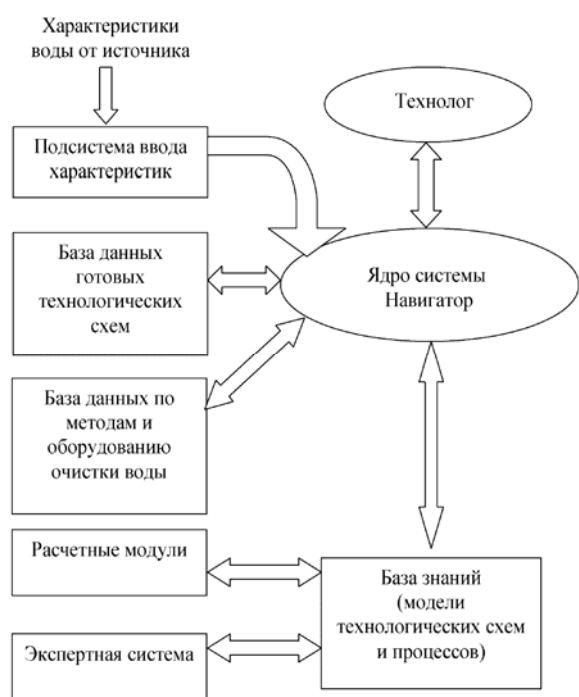 Характеристики
воды от источника
Технолог
Подсистема ввода
характеристик
База данных
готовых
технологических
схем
Ядро системы
Навигатор
База данных по
методам и
оборудованию
очистки воды
Расчетные модули
База знаний
(модели
технологических схем
и процессов)
Экспертная система